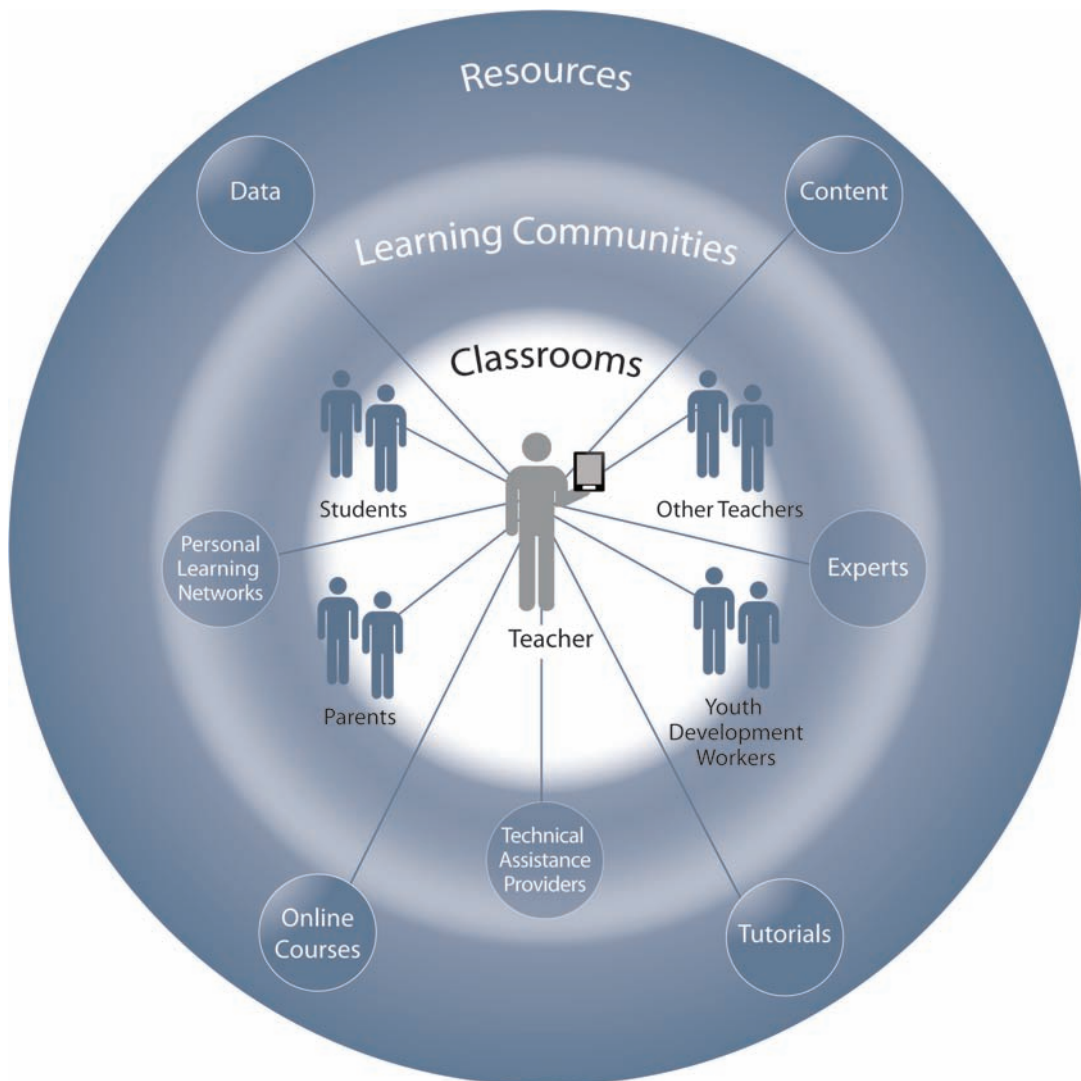 Resources
Data
Content
Learning Communities
Classrooms
Students
Other Teachers
Personal
Learning
Networks
Experts
Teacher
Parents
Youth
Development
Workers
Technical
Assistance
Providers
Online
Courses
Tutorials